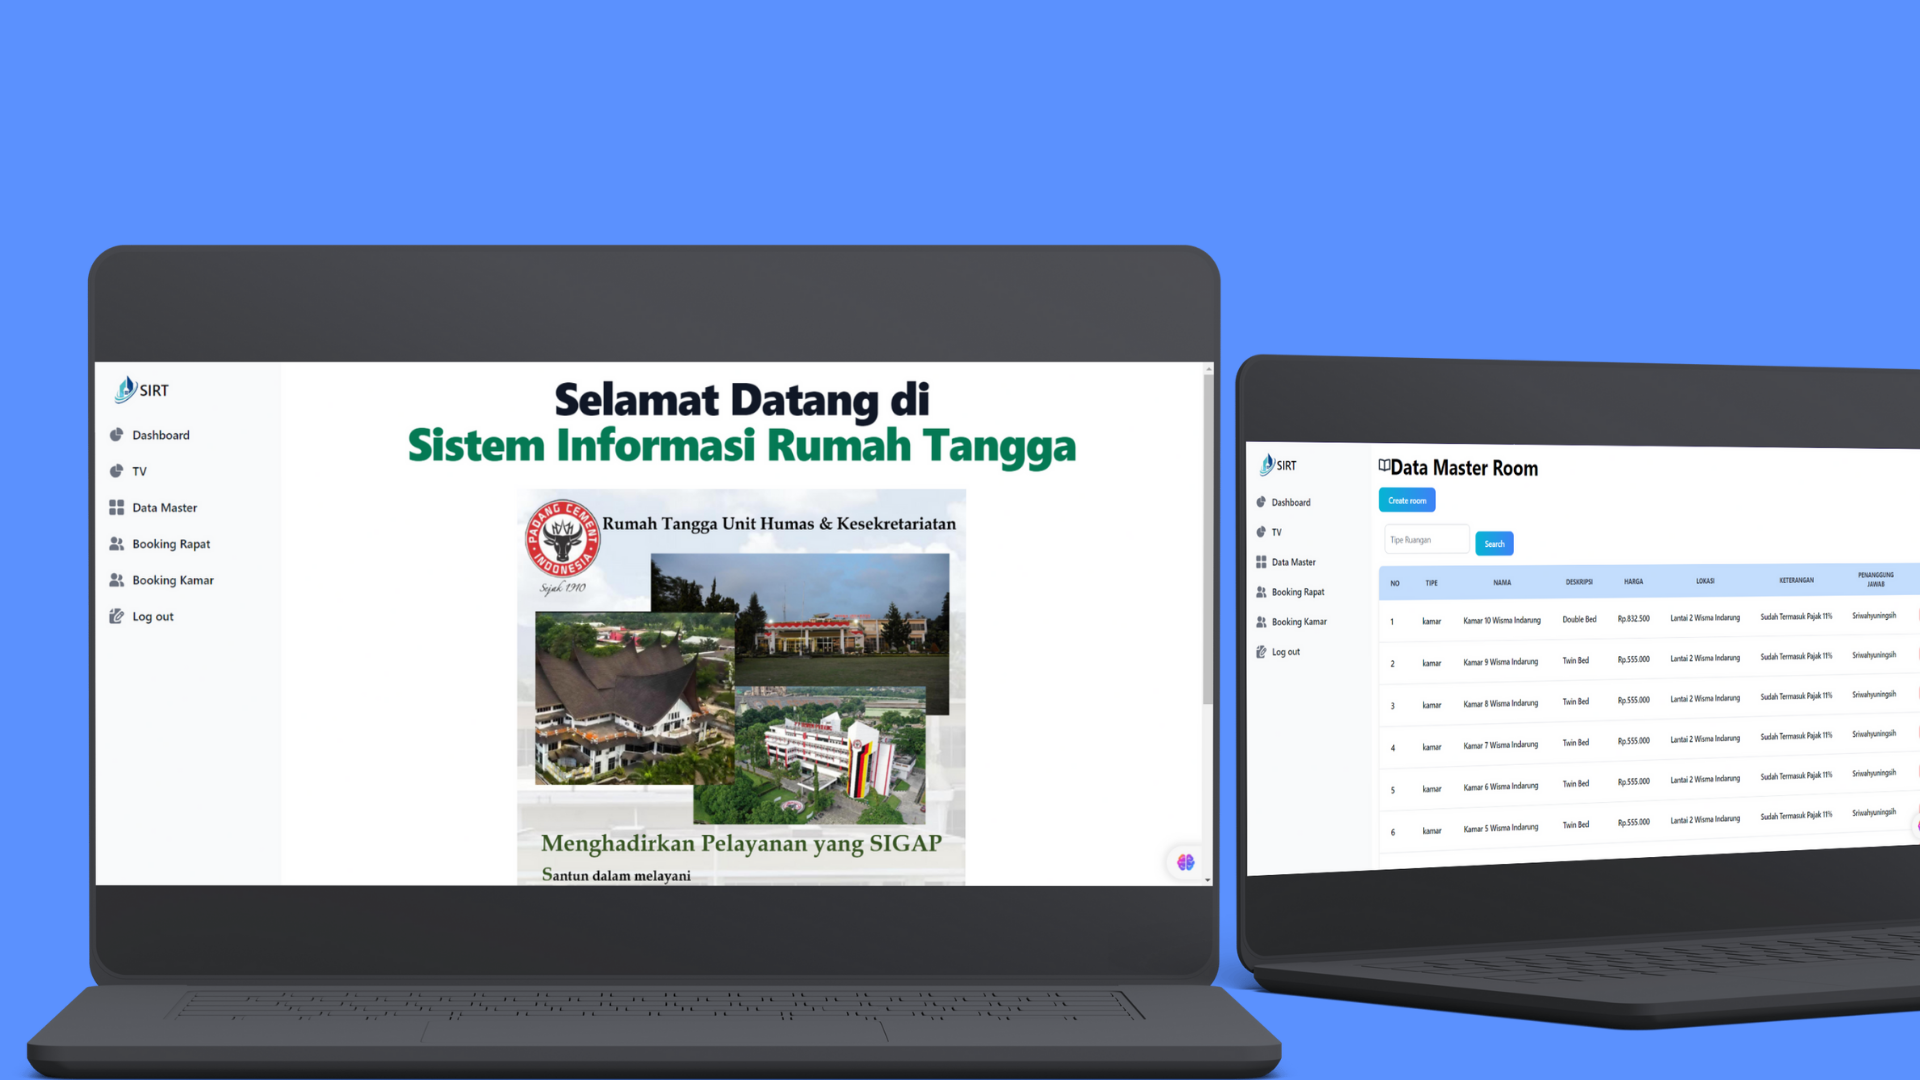 SIRT
Dashboard
TV
Data Master
Booking Rapat
Booking Kamar
Log out
Selamat Datang di
Sistem Informasi Rumah Tangga
PADANG CEMENT INDONESIA
Sejak 1910
Rumah Tangga Unit Humas & Kesekretariatan
Menghadirkan Pelayanan yang SIGAP
Santun dalam melayani
SIRT
Dashboard
TV
Data Master
Booking Rapat
Booking Kamar
Log out
Data Master Room
Create room
Tipe Ruangan Search
NO TIPE NAMA DESKRIPSI HARGA LOKASI KETERANGAN PENANGGUNG JAWAB
1 kamar Kamar 10 Wisma Indarung Double Bed Rp.832.500 Lantai 2 Wisma Indarung Sudah Termasuk Pajak 11% Sriwahyuningsih
2 kamar Kamar 9 Wisma Indarung Twin Bed Rp.555.000 Lantai 2 Wisma Indarung Sudah Termasuk Pajak 11% Sriwahyuningsih
3 kamar Kamar 8 Wisma Indarung Twin Bed Rp.555.000 Lantai 2 Wisma Indarung Sudah Termasuk Pajak 11% Sriwahyuningsih
4 kamar Kamar 7 Wisma Indarung Twin Bed Rp.555.000 Lantai 2 Wisma Indarung Sudah Termasuk Pajak 11% Sriwahyuningsih
5 kamar Kamar 6 Wisma Indarung Twin Bed Rp.555.000 Lantai 2 Wisma Indarung Sudah Termasuk Pajak 11% Sriwahyuningsih
6 kamar Kamar 5 Wisma Indarung Twin Bed Rp.555.000 Lantai 2 Wisma Indarung Sudah Termasuk Pajak 11% Sriwahyuningsih